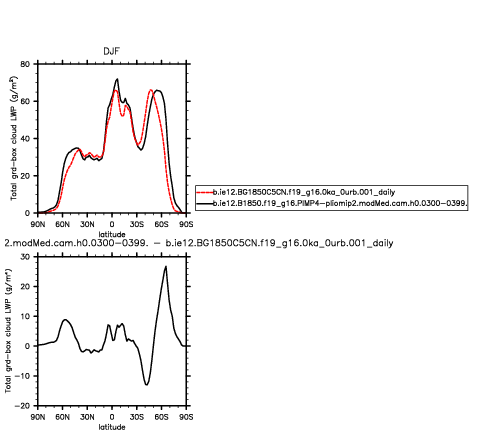 DJF
80
60
40
20
0
Total grd-box cloud LWP (g/m²)
90N 60N 30N 0 30S 60S 90S
latitude
b.ie12.BG1850C5CN.f19_g16.0ka_0urb.001_daily
b.ie12.B1850.f19_g16.PIMP4-pliomip2.modMed.cam.h0.0300-0399.
2.modMed.cam.h0.0300-0399. - b.ie12.BG1850C5CN.f19_g16.0ka_0urb.001_daily
30
20
10
0
-10
-20
Total grd-box cloud LWP (g/m²)
90N 60N 30N 0 30S 60S 90S
latitude